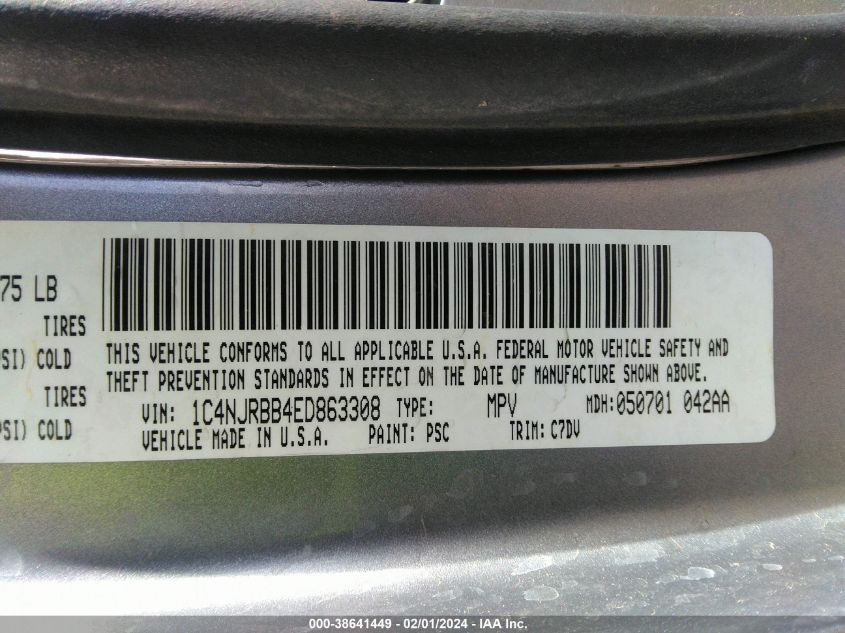 75 LB
TIRES
PSI) COLD
TIRES
PSI) COLD
THIS VEHICLE CONFORMS TO ALL APPLICABLE U.S.A. FEDERAL MOTOR VEHICLE SAFETY AND
THEFT PREVENTION STANDARDS IN EFFECT ON THE DATE OF MANUFACTURE SHOWN ABOVE.
VIN: 1C4NJRBB4ED863308 TYPE: MPV MDH:050701 042AA
VEHICLE MADE IN U.S.A. PAINT: PSC TRIM: C7DV
000-38641449 - 02/01/2024 - IAA Inc.